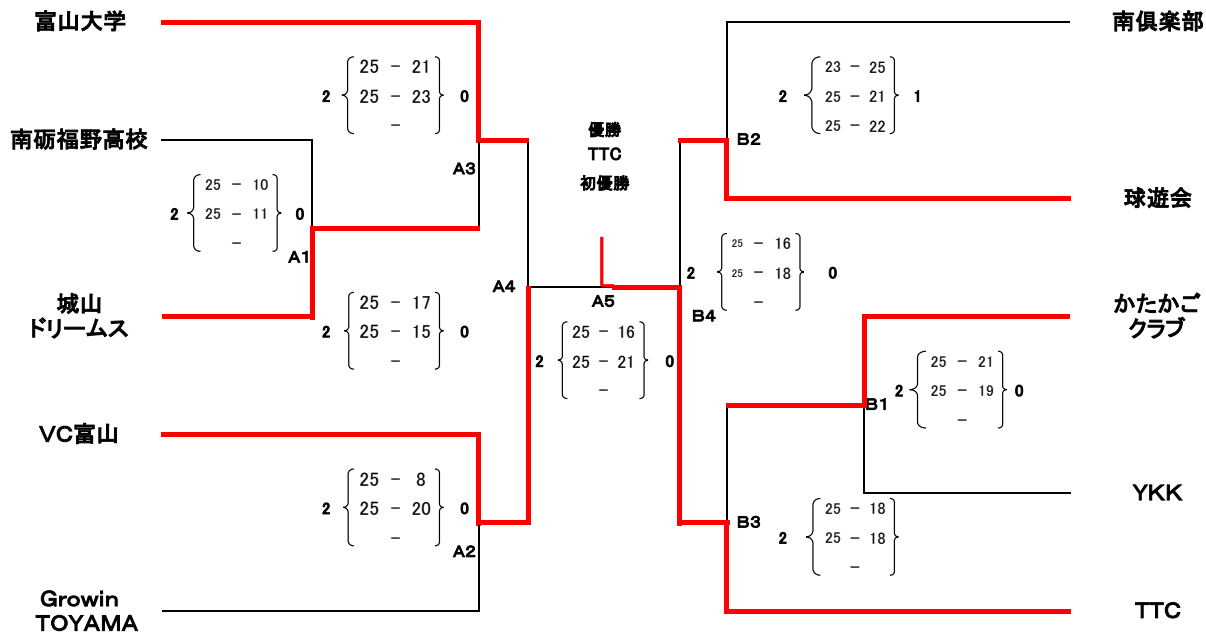 富山大学
25 － 21
2 25 － 23 0
－
南砺福野高校
A3
25 － 10
2 25 － 11 0
－
A1
城山
ドリームス
25 － 17
2 25 － 15 0
－
A4
VC富山
25 － 8
2 25 － 20 0
－
A2
Growin
TOYAMA
優勝
TTC
初優勝
A5
25 － 16
2 25 － 21 0
－
南倶楽部
23 － 25
2 25 － 21 1
25 － 22
B2
球遊会
25 － 16
2 25 － 18 0
－
B4
かたかご
クラブ
25 － 21
2 25 － 19 0
－
B1
YKK
B3
25 － 18
2 25 － 18
－
TTC